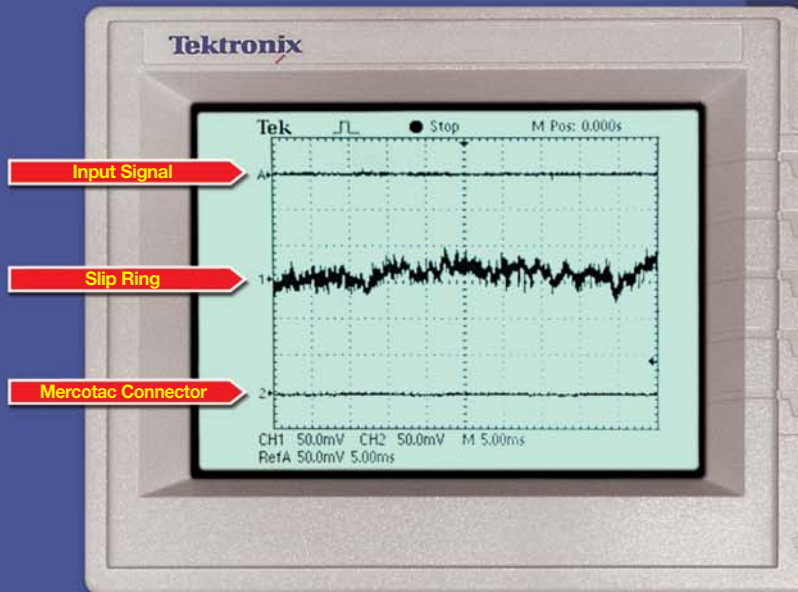 Tektronix
Tek Stop M Pos: 0.000s
Input Signal
A
Slip Ring
1
Mercotac Connector
2
CH1 50.0mV CH2 50.0mV M 5.00ms
RefA 50.0mV 5.00ms